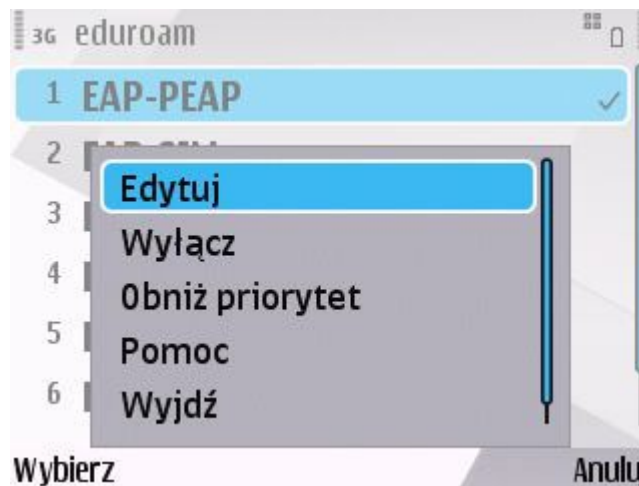 3G eduroam
1 EAP-PEAP
2
Edytuj
3
Wyłącz
4
Obniż priorytet
5
Pomoc
6
Wyjdź
Wybierz Anulu